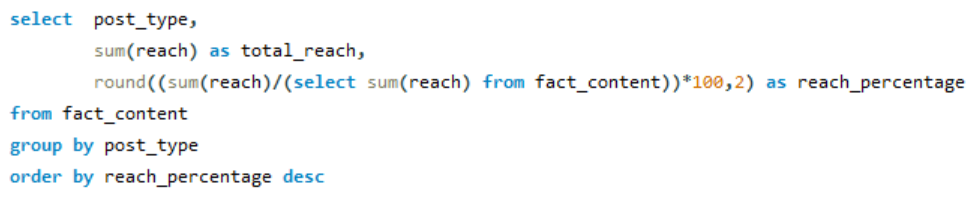 select  post_type,
        sum(reach) as total_reach,
        round((sum(reach)/(select sum(reach) from fact_content))*100,2) as reach_percentage
from fact_content
group by post_type
order by reach_percentage desc